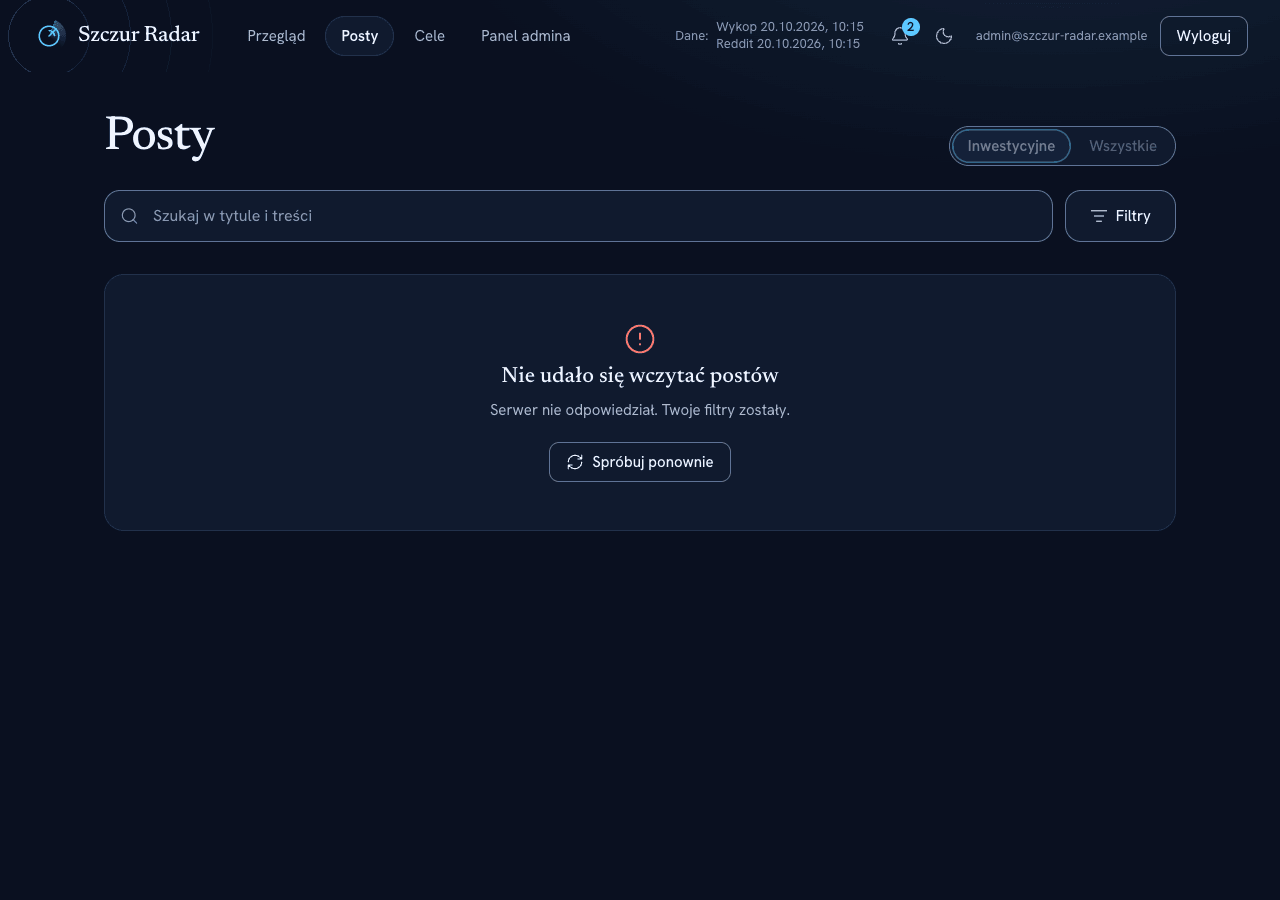 Szczur Radar
Przegląd
Posty
Cele
Panel admina
Dane:
Wykop 20.10.2026, 10:15
Reddit 20.10.2026, 10:15
2
admin@szczur-radar.example
Wyloguj
Posty
Inwestycyjne
Wszystkie
Szukaj w tytule i treści
Filtry
Nie udało się wczytać postów
Serwer nie odpowiedział. Twoje filtry zostały.
Spróbuj ponownie